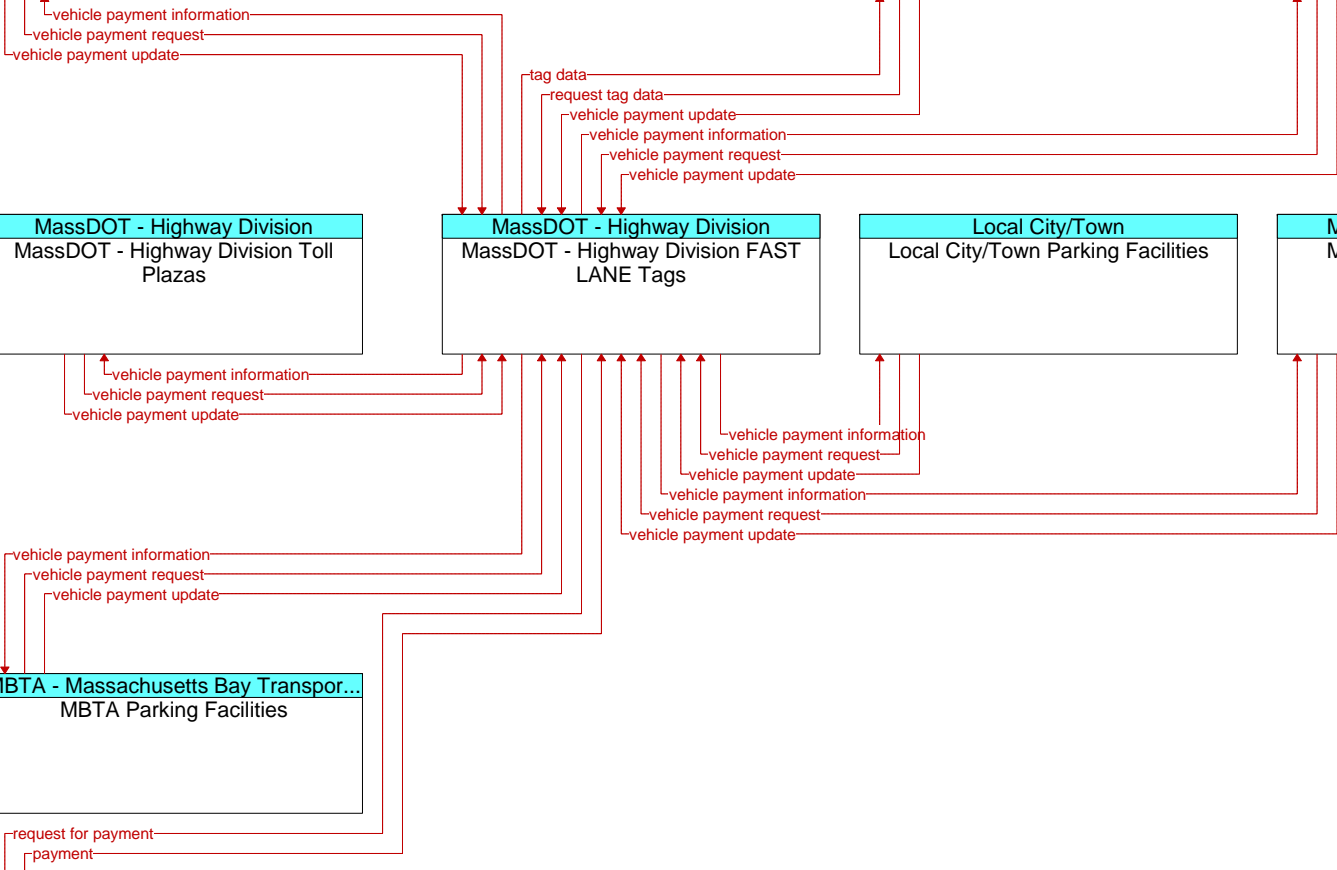 vehicle payment information
vehicle payment request
vehicle payment update
tag data
request tag data
vehicle payment update
vehicle payment information
vehicle payment request
vehicle payment update
MassDOT - Highway Division
MassDOT - Highway Division Toll
Plazas
MassDOT - Highway Division
MassDOT - Highway Division FAST
LANE Tags
Local City/Town
Local City/Town Parking Facilities
M
M
vehicle payment information
vehicle payment request
vehicle payment update
vehicle payment information
vehicle payment request
vehicle payment update
vehicle payment information
vehicle payment request
vehicle payment update
vehicle payment information
vehicle payment request
vehicle payment update
MBTA - Massachusetts Bay Transpor...
MBTA Parking Facilities
request for payment
payment